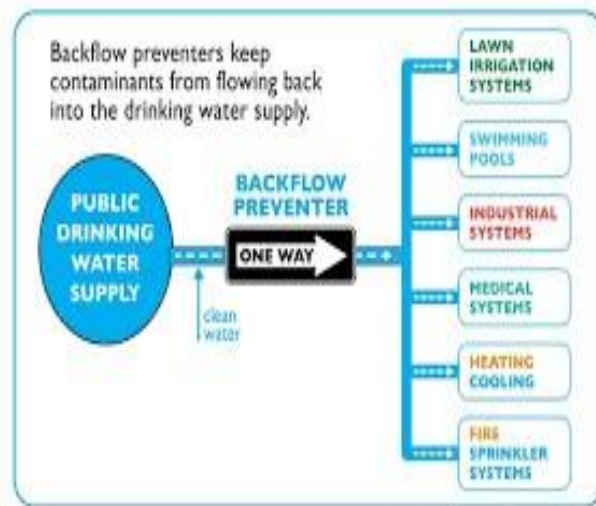 Backflow preventers keep
contaminants from flowing back
into the drinking water supply.
PUBLIC
DRINKING
WATER
SUPPLY
BACKFLOW
PREVENTER
ONE WAY
clean
water
LAWN
IRRIGATION
SYSTEMS
SWIMMING
POOLS
INDUSTRIAL
SYSTEMS
MEDICAL
SYSTEMS
HEATING
COOLING
FIRE
SPRINKLER
SYSTEMS